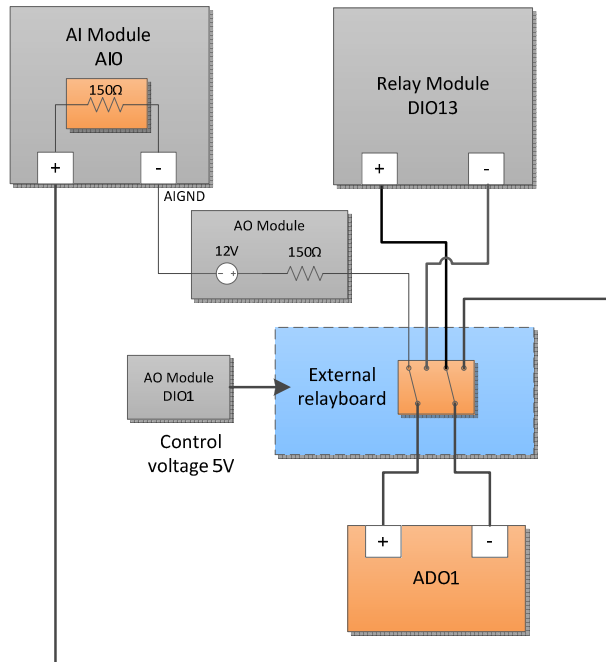 AI Module
AI0
150Ω
+
-
AIGND
Relay Module
DIO13
+
-
AO Module
12V
150Ω
- +
External
relayboard
AO Module
DIO1
Control
voltage 5V
+
-
ADO1